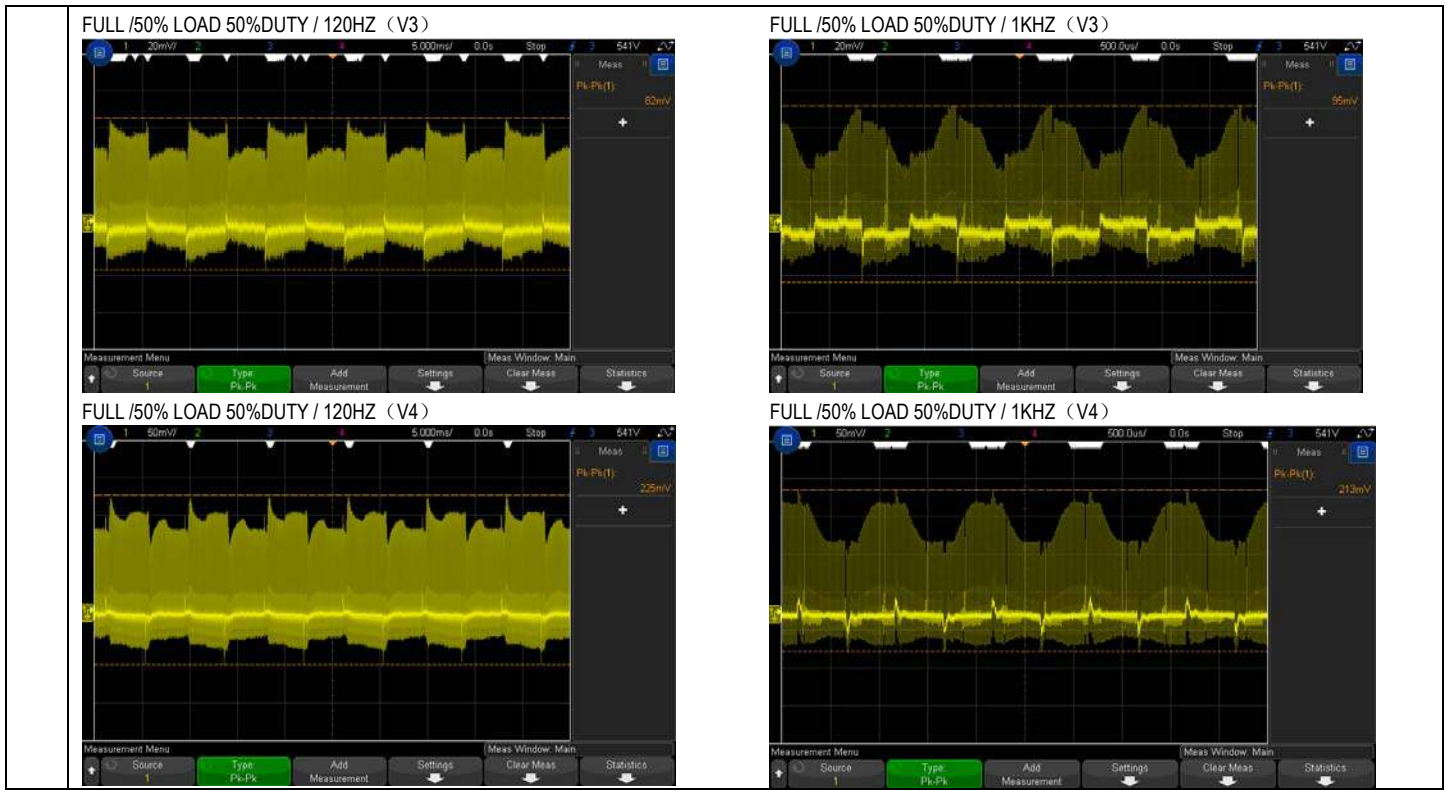 FULL /50% LOAD 50%DUTY / 120HZ（V3）
1 20mV/ 2 3 4 5.000ms/ 0.0s Stop 3 541V
Meas
Pk-Pk(1):
82mV
Measurement Menu
Meas Window: Main
Source
1
Type:
Pk-Pk
Add
Measurement
Settings
Clear Meas
Statistics
FULL /50% LOAD 50%DUTY / 1KHZ（V3）
1 20mV/ 2 3 4 500.0us/ 0.0s Stop 3 541V
Meas
Pk-Pk(1):
95mV
Measurement Menu
Meas Window: Main
Source
1
Type:
Pk-Pk
Add
Measurement
Settings
Clear Meas
Statistics
FULL /50% LOAD 50%DUTY / 120HZ（V4）
1 50mV/ 2 3 4 5.000ms/ 0.0s Stop 3 541V
Meas
Pk-Pk(1):
225mV
Measurement Menu
Meas Window: Main
Source
1
Type:
Pk-Pk
Add
Measurement
Settings
Clear Meas
Statistics
FULL /50% LOAD 50%DUTY / 1KHZ（V4）
1 50mV/ 2 3 4 500.0us/ 0.0s Stop 3 541V
Meas
Pk-Pk(1):
213mV
Measurement Menu
Meas Window: Main
Source
1
Type:
Pk-Pk
Add
Measurement
Settings
Clear Meas
Statistics